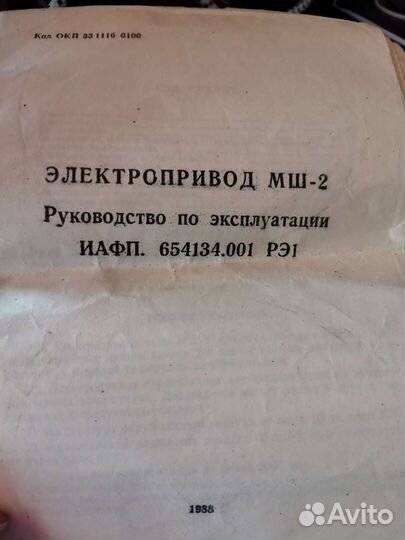 Код ОКП 33 1116 0100
ЭЛЕКТРОПРИВОД МШ-2
Руководство по эксплуатации
ИАФП. 654134.001 РЭ1
1988
Avito